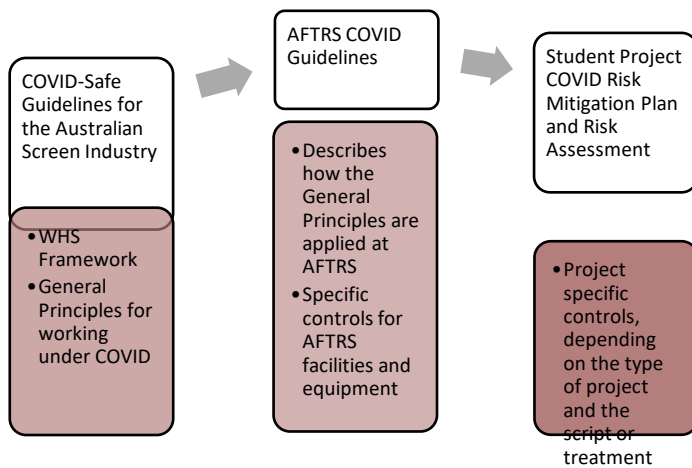 COVID-Safe
Guidelines for
the Australian
Screen Industry
•WHS
Framework
•General
Principles for
working
under COVID
AFTRS COVID
Guidelines
•Describes
how the
General
Principles are
applied at
AFTRS
•Specific
controls for
AFTRS
facilities and
equipment
Student Project
COVID Risk
Mitigation Plan
and Risk
Assessment
•Project
specific
controls,
depending
on the type
of project
and the
script or
treatment